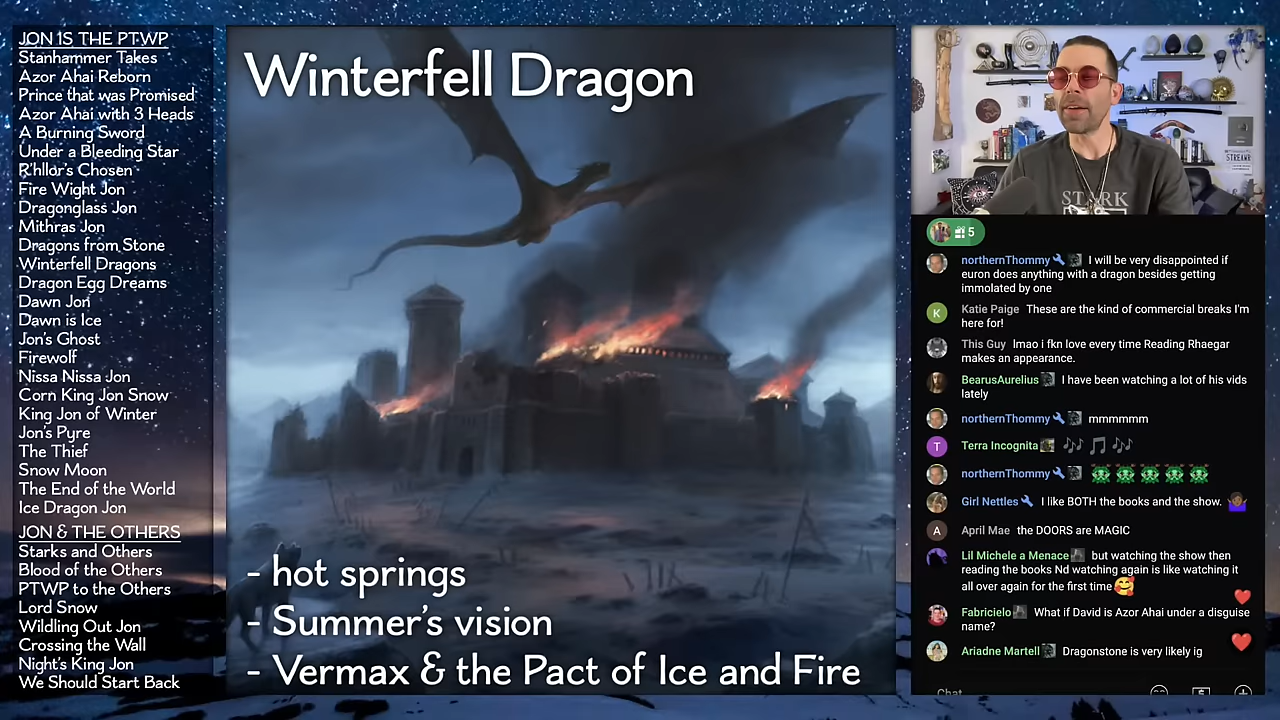 JON IS THE PTWP
Stanhammer Takes
Azor Ahai Reborn
Prince that was Promised
Azor Ahai with 3 Heads
A Burning Sword
Under a Bleeding Star
R'hllor's Chosen
Fire Wight Jon
Dragonglass Jon
Mithras Jon
Dragons from Stone
Winterfell Dragons
Dragon Egg Dreams
Dawn Jon
Dawn is Ice
Jon's Ghost
Firewolf
Nissa Nissa Jon
Corn King Jon Snow
King Jon of Winter
Jon's Pyre
The Thief
Snow Moon
The End of the World
Ice Dragon Jon
JON & THE OTHERS
Starks and Others
Blood of the Others
PTWP to the Others
Lord Snow
Wildling Out Jon
Crossing the Wall
Night's King Jon
We Should Start Back
Winterfell Dragon
- hot springs
- Summer's vision
- Vermax & the Pact of Ice and Fire
STARK
5
northernThommy I will be very disappointed if
euron does anything with a dragon besides getting
immolated by one
K Katie Paige These are the kind of commercial breaks I'm
here for!
This Guy lmao i fkn love every time Reading Rhaegar
makes an appearance.
BearusAurelius I have been watching a lot of his vids
lately
northernThommy mmmmmm
T Terra Incognita 🎶 🎵 🎶
northernThommy
Girl Nettles I like BOTH the books and the show.
A April Mae the DOORS are MAGIC
Lil Michele a Menace but watching the show then
reading the books Nd watching again is like watching it
all over again for the first time 🥰
Fabricielo What if David is Azor Ahai under a disguise
name?
Ariadne Martell Dragonstone is very likely ig
Chat